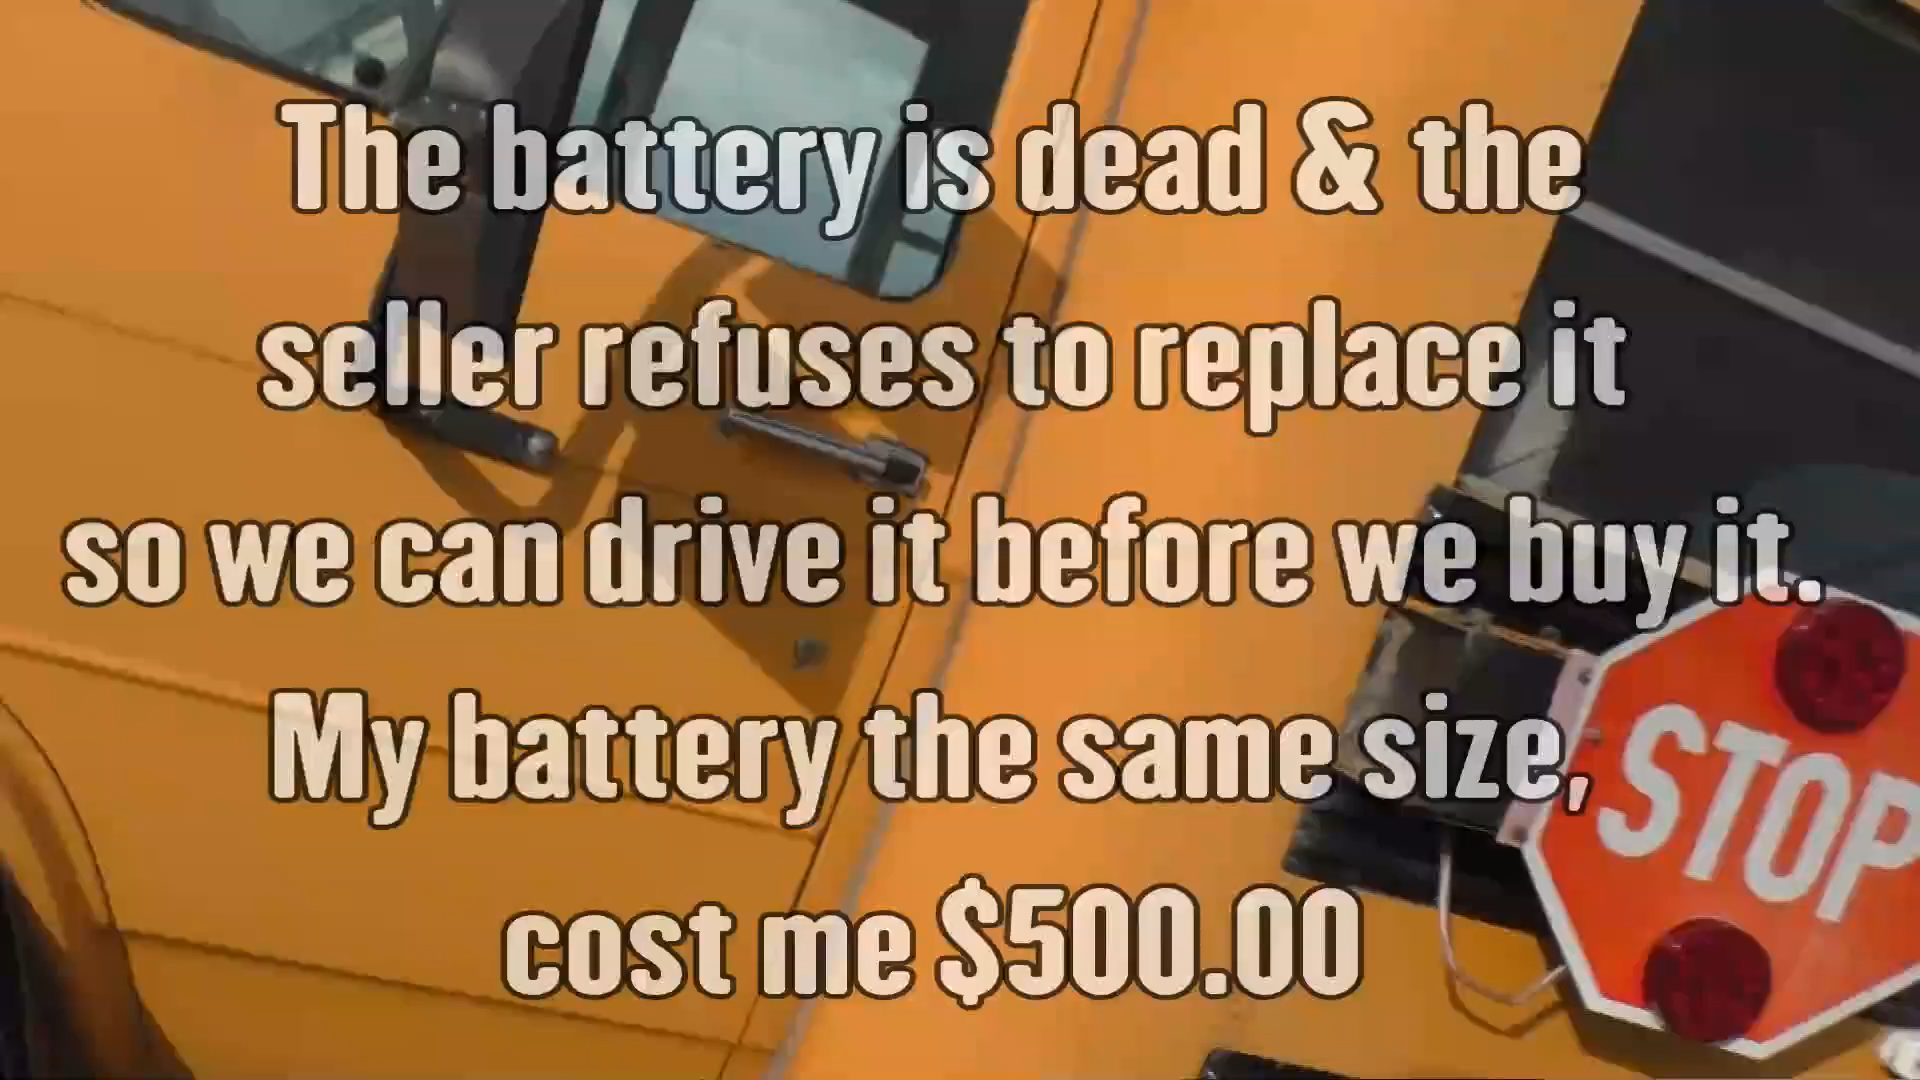 The battery is dead & the
seller refuses to replace it
so we can drive it before we buy it.
My battery the same size,
cost me $500.00
STOP